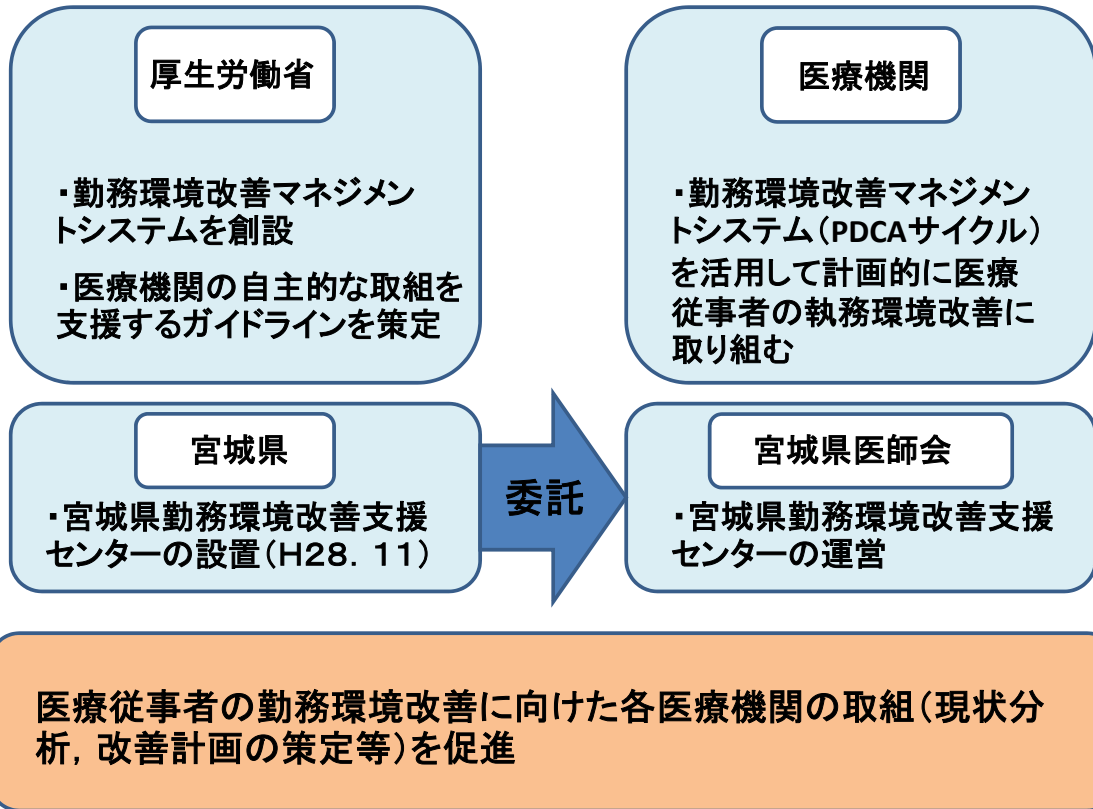 厚生労働省
・勤務環境改善マネジメン
トシステムを創設
・医療機関の自主的な取組を
支援するガイドラインを策定
医療機関
・勤務環境改善マネジメン
トシステム(PDCAサイクル)
を活用して計画的に医療
従事者の執務環境改善に
取り組む
宮城県
・宮城県勤務環境改善支援
センターの設置(H28.11)
委託
宮城県医師会
・宮城県勤務環境改善支援
センターの運営
医療従事者の勤務環境改善に向けた各医療機関の取組(現状分
析,改善計画の策定等)を促進